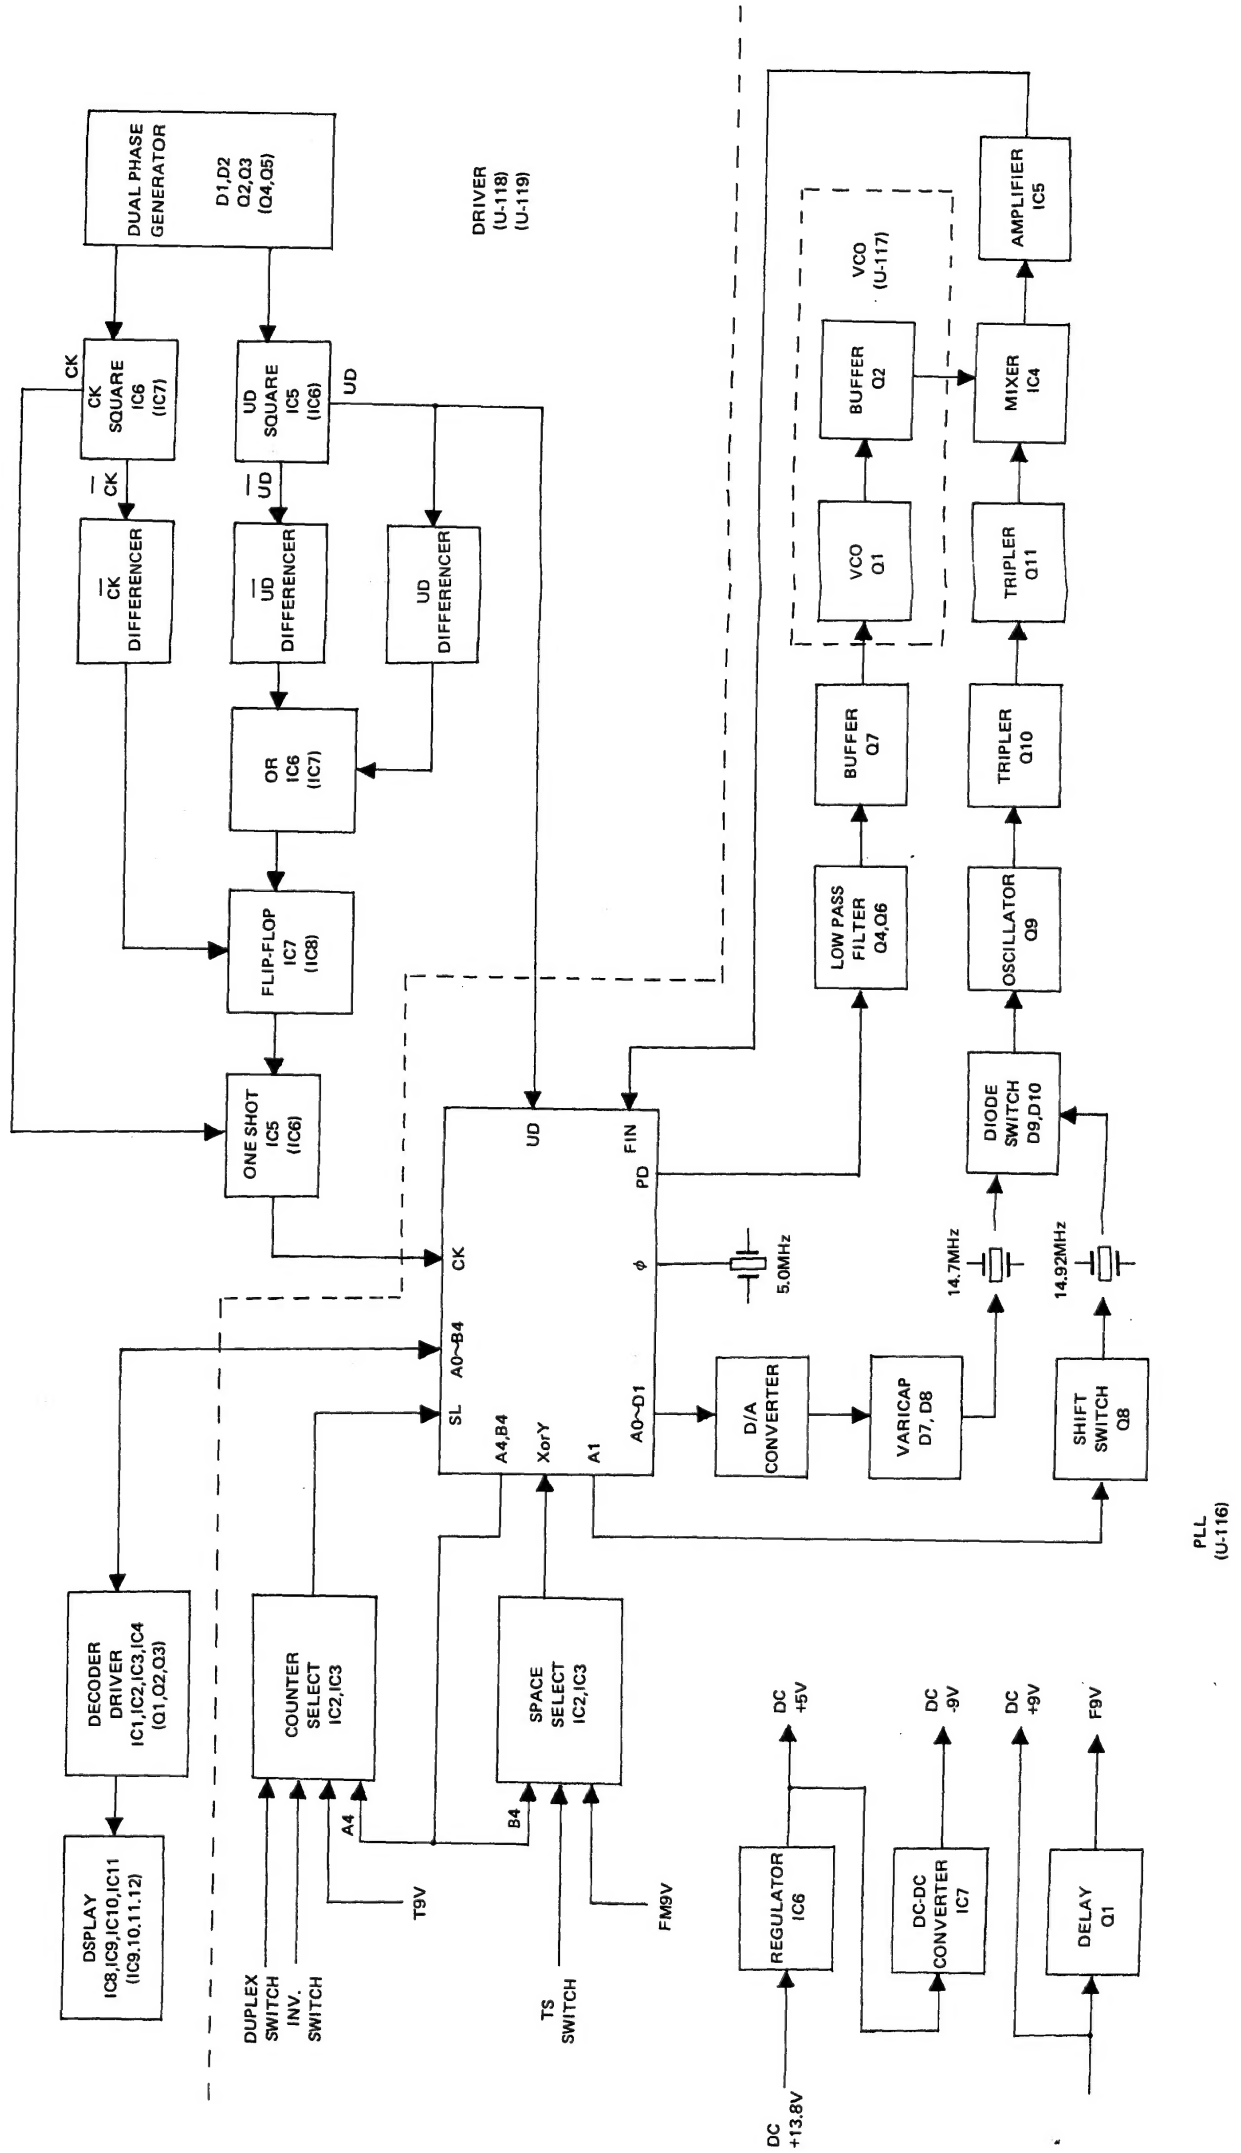 DSPLAY
IC8,IC9,IC10,IC11
(IC9.10.11.12)
DECODER
DRIVER
IC1,IC2,IC3,IC4
(Q1,Q2,Q3)
ONE SHOT
IC5
(IC6)
FLIP-FLOP
IC7
(IC8)
OR
IC6
(IC7)
CK
DIFFERENCER
UD
DIFFERENCER
UD
DIFFERENCER
CK
UD
CK
SQUARE
IC6
(IC7)
CK
UD
SQUARE
IC5
(IC6)
UD
DUAL PHASE
GENERATOR
D1,D2
Q2,Q3
(Q4,Q5)
DRIVER
(U-118)
(U-119)
DUPLEX
SWITCH
INV.
SWITCH
T9V
A4
COUNTER
SELECT
IC2,IC3
TS
SWITCH
FM9V
B4
SPACE
SELECT
IC2,IC3
SL
A0~B4
CK
A4,B4
XorY
A1
UD
FIN
A0~D1
φ
PD
5.0MHz
D/A
CONVERTER
VARICAP
D7, D8
SHIFT
SWITCH
Q8
14.7MHz
14.92MHz
DIODE
SWITCH
D9,D10
OSCILLATOR
Q9
TRIPLER
Q10
TRIPLER
Q11
MIXER
IC4
AMPLIFIER
IC5
LOW PASS
FILTER
Q4,Q6
BUFFER
Q7
VCO
Q1
BUFFER
Q2
VCO
(U-117)
DC
+13.8V
REGULATOR
IC6
DC
+5V
DC-DC
CONVERTER
IC7
DC
-9V
DC
+9V
DELAY
Q1
F9V
PLL
(U-116)